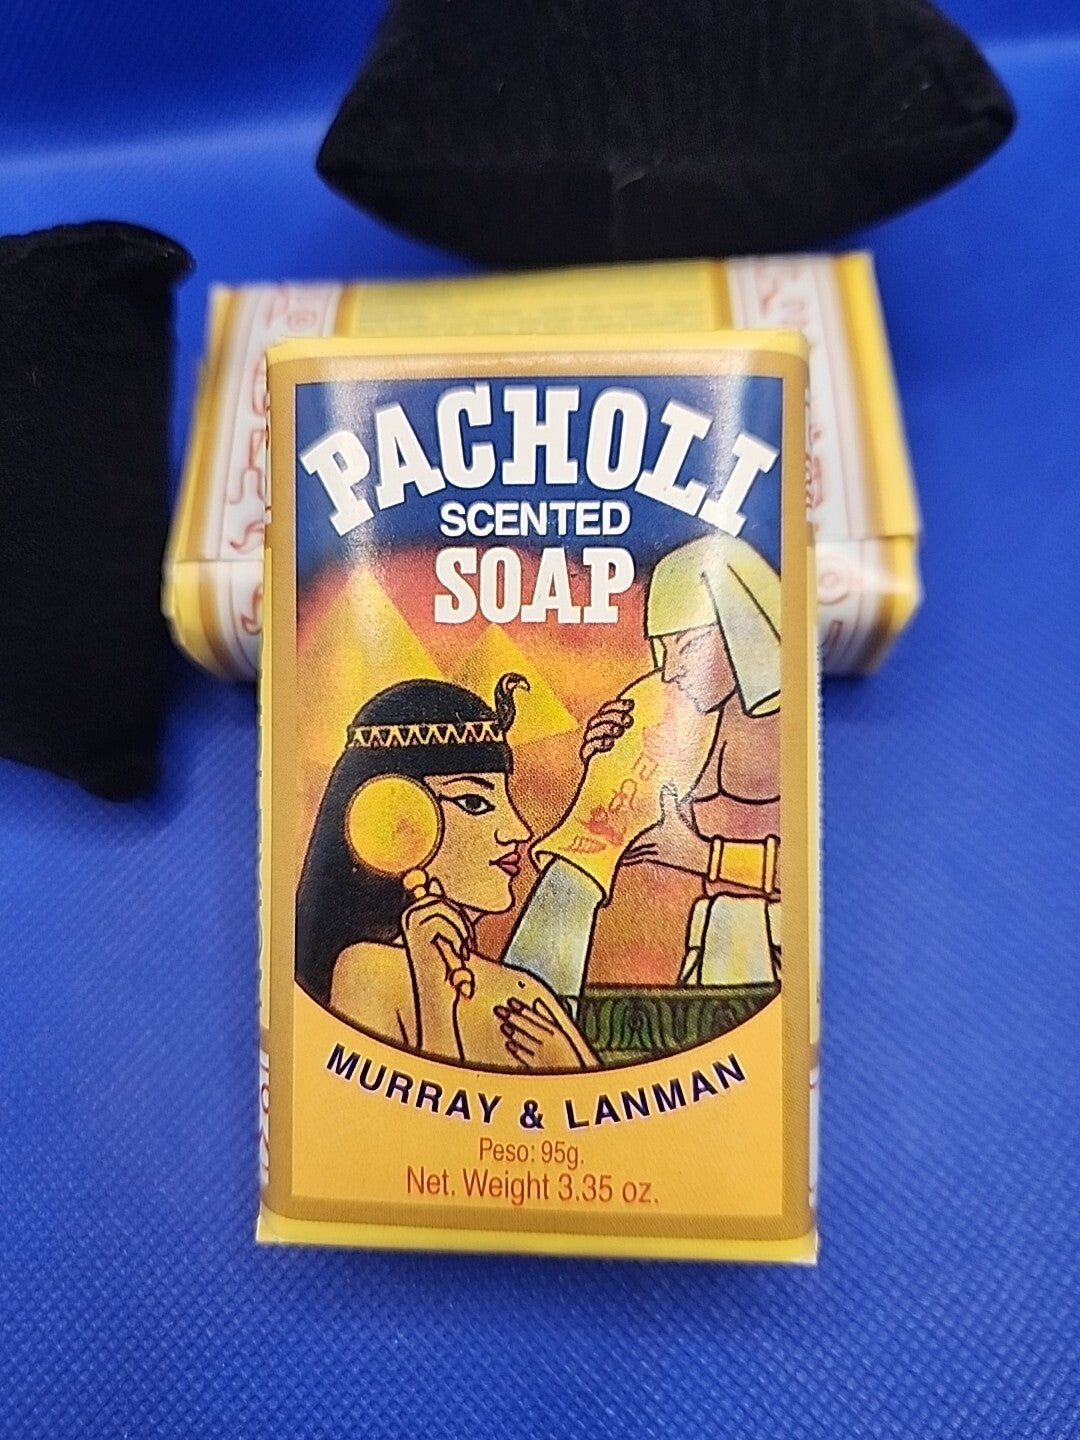 PACHOLI
SCENTED
SOAP
MURRAY & LANMAN
Peso: 95g.
Net. Weight 3.35 oz.